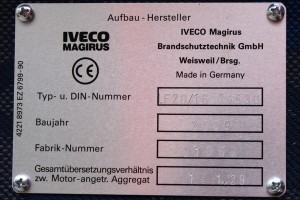 Aufbau - Hersteller
IVECO
MAGIRUS
IVECO Magirus
Brandschutztechnik GmbH
Weisweil/Brsg.
Made in Germany
CE
4221 8973 EZ 6799-90
Typ- u. DIN-Nummer
Baujahr
Fabrik-Nummer
Gesamtübersetzungsverhältnis
zw. Motor-angetr. Aggregat